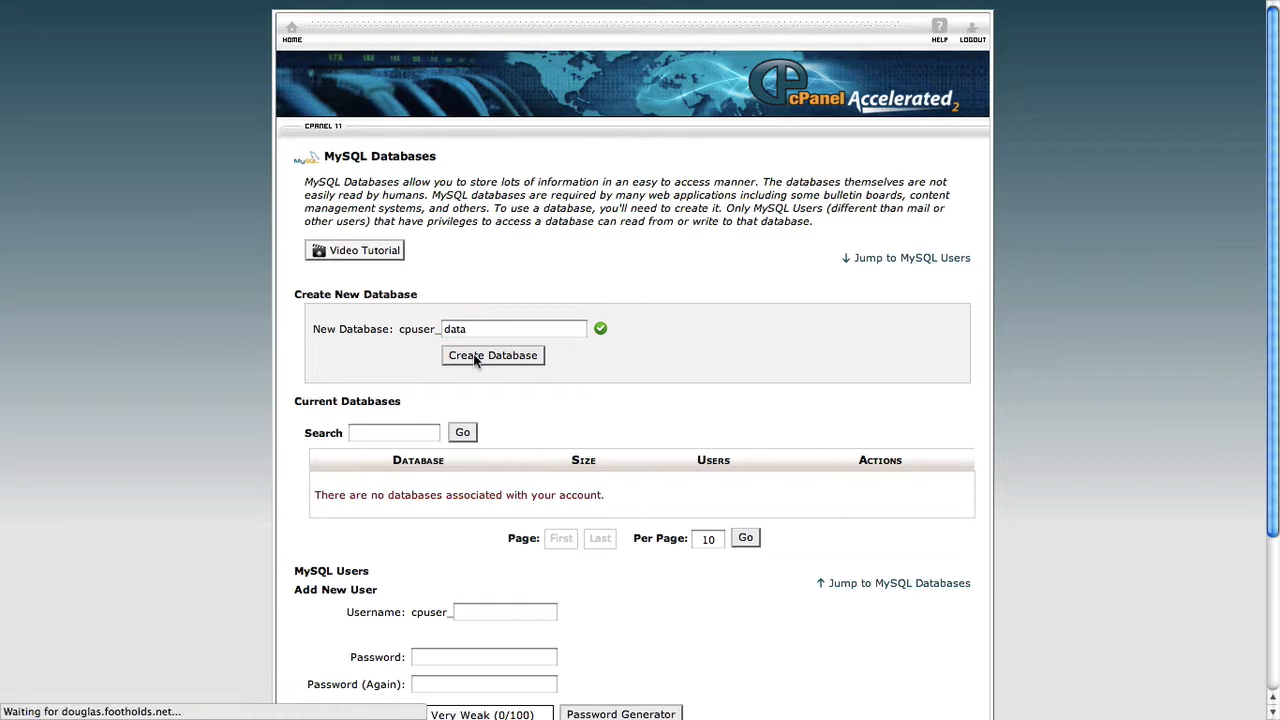 HOME
HELP
LOGOUT
cPanel Accelerated2
CPANEL 11
MySQL
MySQL Databases
MySQL Databases allow you to store lots of information in an easy to access manner. The databases themselves are not
easily read by humans. MySQL databases are required by many web applications including some bulletin boards, content
management systems, and others. To use a database, you'll need to create it. Only MySQL Users (different than mail or
other users) that have privileges to access a database can read from or write to that database.
Video Tutorial
↓ Jump to MySQL Users
Create New Database
New Database: cpuser_ data
Create Database
Current Databases
Search Go
DATABASE SIZE USERS ACTIONS
There are no databases associated with your account.
Page: First Last Per Page: 10 Go
MySQL Users
↑ Jump to MySQL Databases
Add New User
Username: cpuser_
Password:
Password (Again):
Very Weak (0/100) Password Generator
Waiting for douglas.footholds.net...